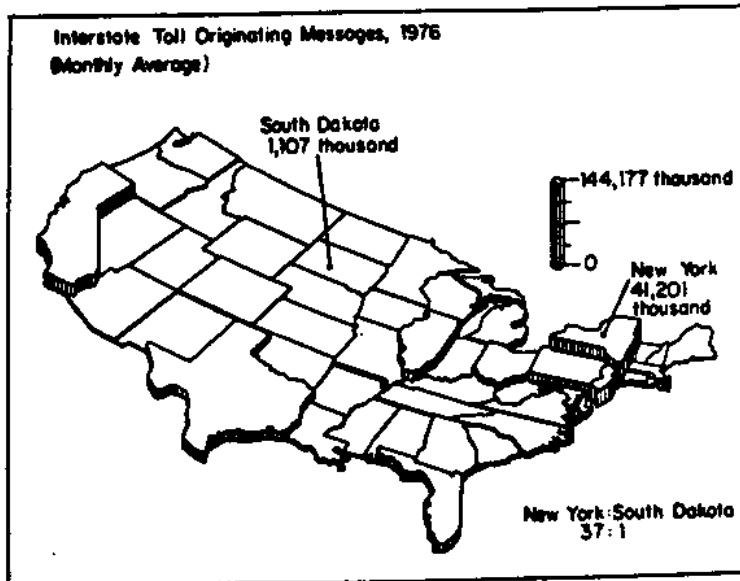 Interstate Toll Originating Messages, 1976
(Monthly Average)
South Dakota
1,107 thousand
144,177 thousand
0
New York
41,201
thousand
New York:South Dakota
37:1